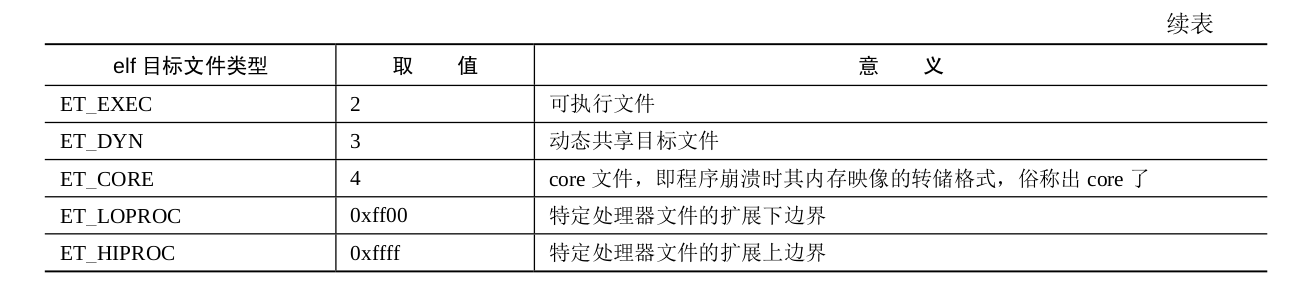 续表
elf 目标文件类型 取 值 意 义
ET_EXEC 2 可执行文件
ET_DYN 3 动态共享目标文件
ET_CORE 4 core 文件，即程序崩溃时其内存映像的转储格式，俗称出 core 了
ET_LOPROC 0xff00 特定处理器文件的扩展下边界
ET_HIPROC 0xffff 特定处理器文件的扩展上边界